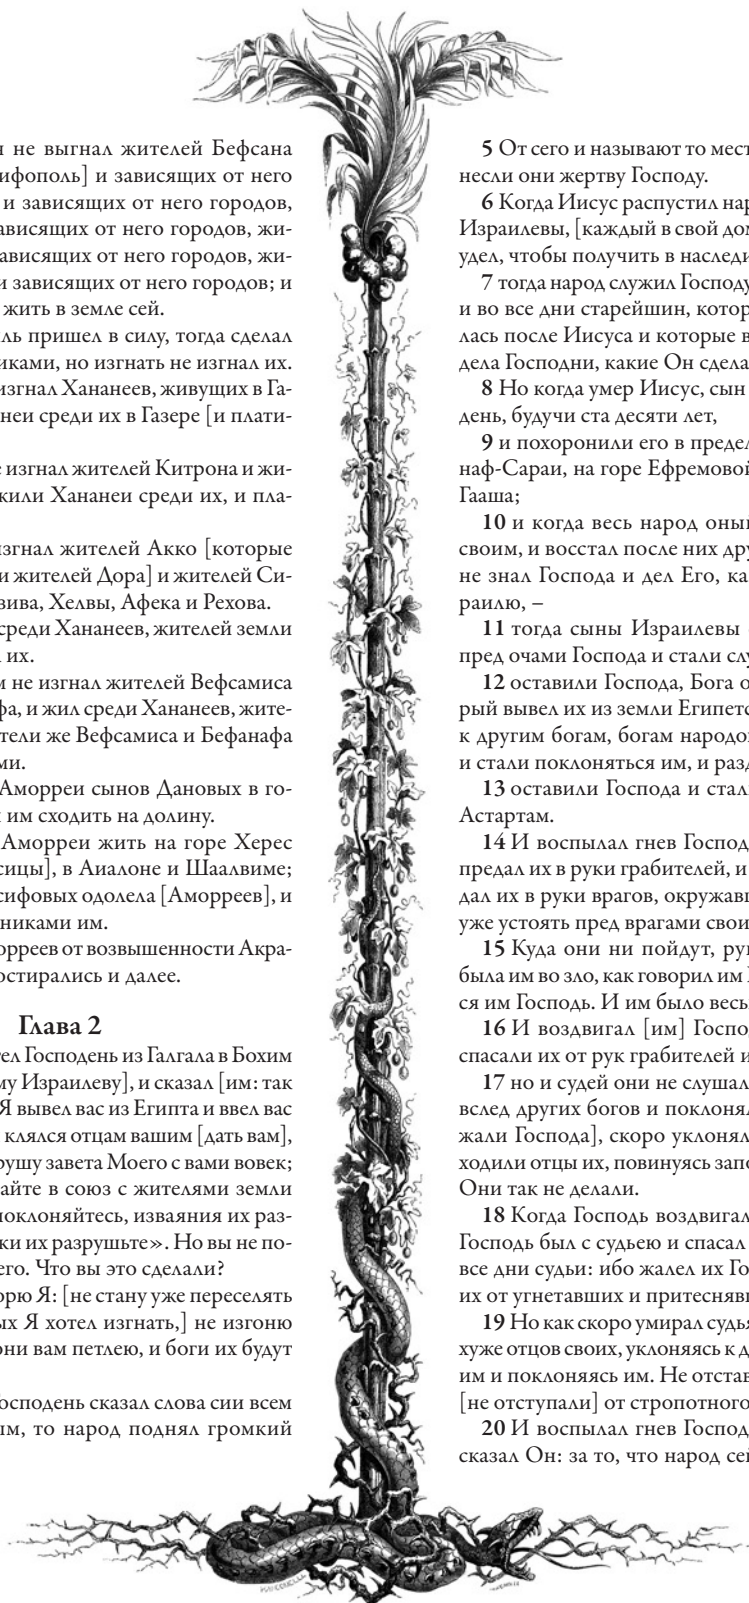 не выгнал жителей Бефсана
ифополь] и зависящих от него
и зависящих от него городов,
ависящих от него городов, жи-
ависящих от него городов, жи-
и зависящих от него городов; и
жить в земле сей.
ль пришел в силу, тогда сделал
иками, но изгнать не изгнал их.
изгнал Хананеев, живущих в Га-
неи среди их в Газере [и плати-
е изгнал жителей Китрона и жи-
жили Хананеи среди их, и пла-
изгнал жителей Акко [которые
и жителей Дора] и жителей Си-
зива, Хелвы, Афека и Рехова.
среди Хананеев, жителей земли
их.
м не изгнал жителей Вефсамиса
фа, и жил среди Хананеев, жите-
тели же Вефсамиса и Бефанафа
ми.
Аморреи сынов Дановых в го-
им сходить на долину.
Аморреи жить на горе Херес
сицы], в Аиалоне и Шаалвиме;
сифовых одолела [Аморреев], и
никами им.
орреев от возвышенности Акра-
остирались и далее.
Глава 2
ел Господень из Галгала в Бохим
му Израилеву], и сказал [им: так
Я вывел вас из Египта и ввел вас
клялся отцам вашим [дать вам],
рушу завета Моего с вами вовек;
айте в союз с жителями земли
поклоняйтесь, изваяния их раз-
ки их разрушьте». Но вы не по-
его. Что вы это сделали?
орю Я: [не стану уже переселять
ых Я хотел изгнать,] не изгоню
они вам петлею, и боги их будут
осподень сказал слова сии всем
ым, то народ поднял громкий
5 От сего и называют то мест
несли они жертву Господу.
6 Когда Иисус распустил нар
Израилевы, [каждый в свой дом
удел, чтобы получить в наследи
7 тогда народ служил Господу
и во все дни старейшин, котор
лась после Иисуса и которые в
дела Господни, какие Он сдела
8 Но когда умер Иисус, сын
день, будучи ста десяти лет,
9 и похоронили его в предел
наф-Сараи, на горе Ефремовой
Гааша;
10 и когда весь народ оны
своим, и восстал после них дру
не знал Господа и дел Его, ка
раилю, –
11 тогда сыны Израилевы
пред очами Господа и стали слу
12 оставили Господа, Бога о
рый вывел их из земли Египетс
к другим богам, богам народо
и стали поклоняться им, и разд
13 оставили Господа и стал
Астартам.
14 И воспылал гнев Господ
предал их в руки грабителей, и
дал их в руки врагов, окружав
уже устоять пред врагами свои
15 Куда они ни пойдут, рук
была им во зло, как говорил им
ся им Господь. И им было весь
16 И воздвигал [им] Господ
спасали их от рук грабителей и
17 но и судей они не слушал
вслед других богов и поклонял
жали Господа], скоро уклонял
ходили отцы их, повинуясь запо
Они так не делали.
18 Когда Господь воздвигал
Господь был с судьею и спасал
все дни судьи: ибо жалел их Го
их от угнетавших и притесняв
19 Но как скоро умирал судья
хуже отцов своих, уклоняясь к д
им и поклоняясь им. Не отстав
[не отступали] от стропотного
20 И воспылал гнев Господ
сказал Он: за то, что народ сей